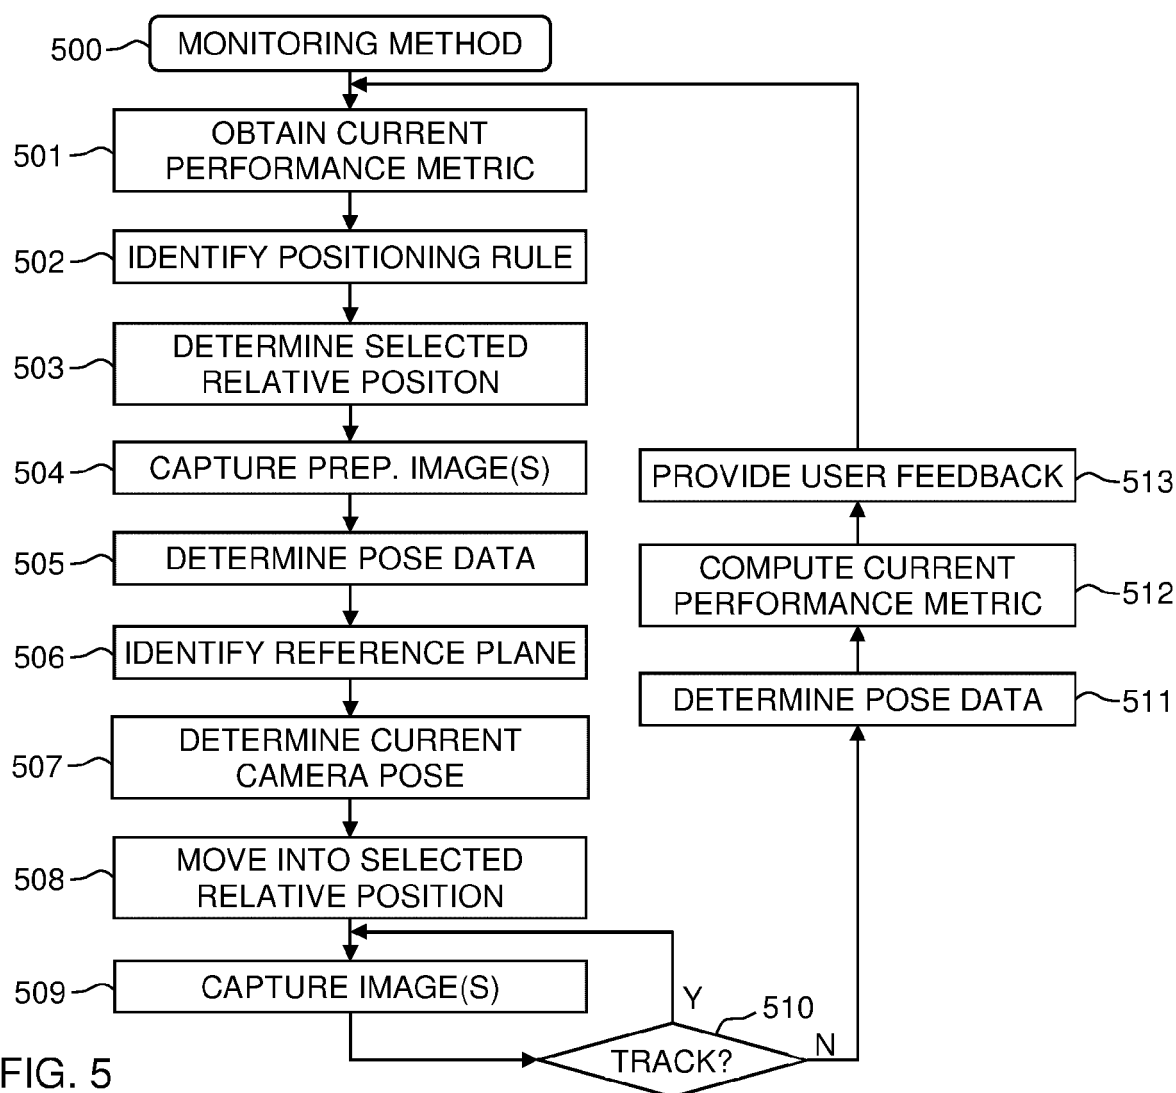 500
MONITORING METHOD
501
OBTAIN CURRENT
PERFORMANCE METRIC
502
IDENTIFY POSITIONING RULE
503
DETERMINE SELECTED
RELATIVE POSITON
504
CAPTURE PREP. IMAGE(S)
505
DETERMINE POSE DATA
506
IDENTIFY REFERENCE PLANE
507
DETERMINE CURRENT
CAMERA POSE
508
MOVE INTO SELECTED
RELATIVE POSITION
509
CAPTURE IMAGE(S)
Y
510
TRACK?
N
DETERMINE POSE DATA
511
COMPUTE CURRENT
PERFORMANCE METRIC
512
PROVIDE USER FEEDBACK
513
FIG. 5